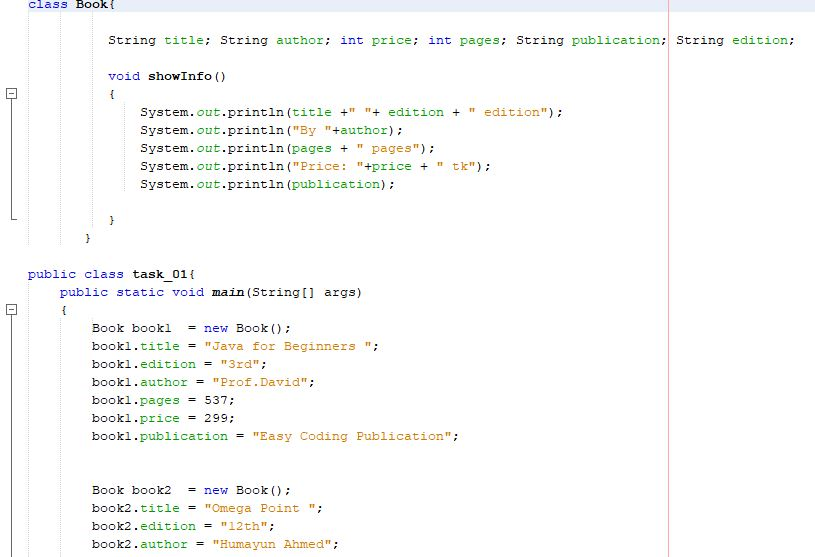 class Book{
String title; String author; int price; int pages; String publication; String edition;
void showInfo()
{
System.out.println(title +" "+ edition + " edition");
System.out.println("By "+author);
System.out.println(pages + " pages");
System.out.println("Price: "+price + " tk");
System.out.println(publication);
}
}
public class task_01{
public static void main(String[] args)
{
Book book1  = new Book();
book1.title = "Java for Beginners ";
book1.edition = "3rd";
book1.author = "Prof.David";
book1.pages = 537;
book1.price = 299;
book1.publication = "Easy Coding Publication";
Book book2  = new Book();
book2.title = "Omega Point ";
book2.edition = "12th";
book2.author = "Humayun Ahmed";